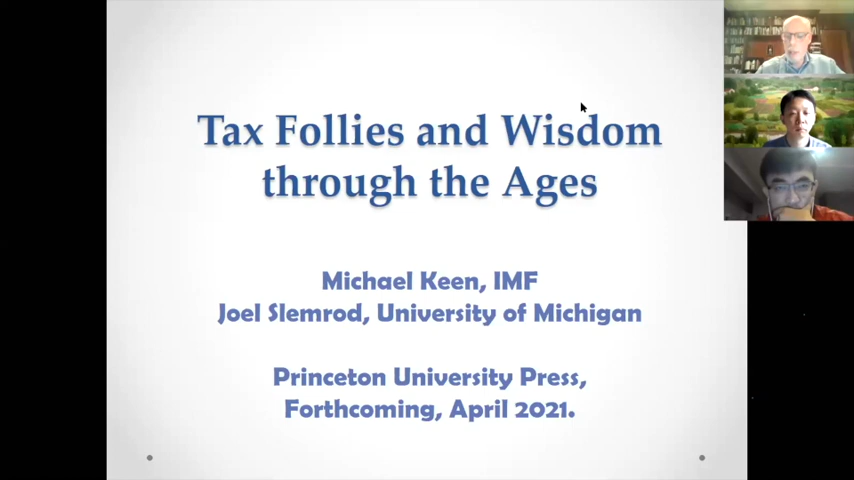 Tax Follies and Wisdom
through the Ages
Michael Keen, IMF
Joel Slemrod, University of Michigan
Princeton University Press,
Forthcoming, April 2021.